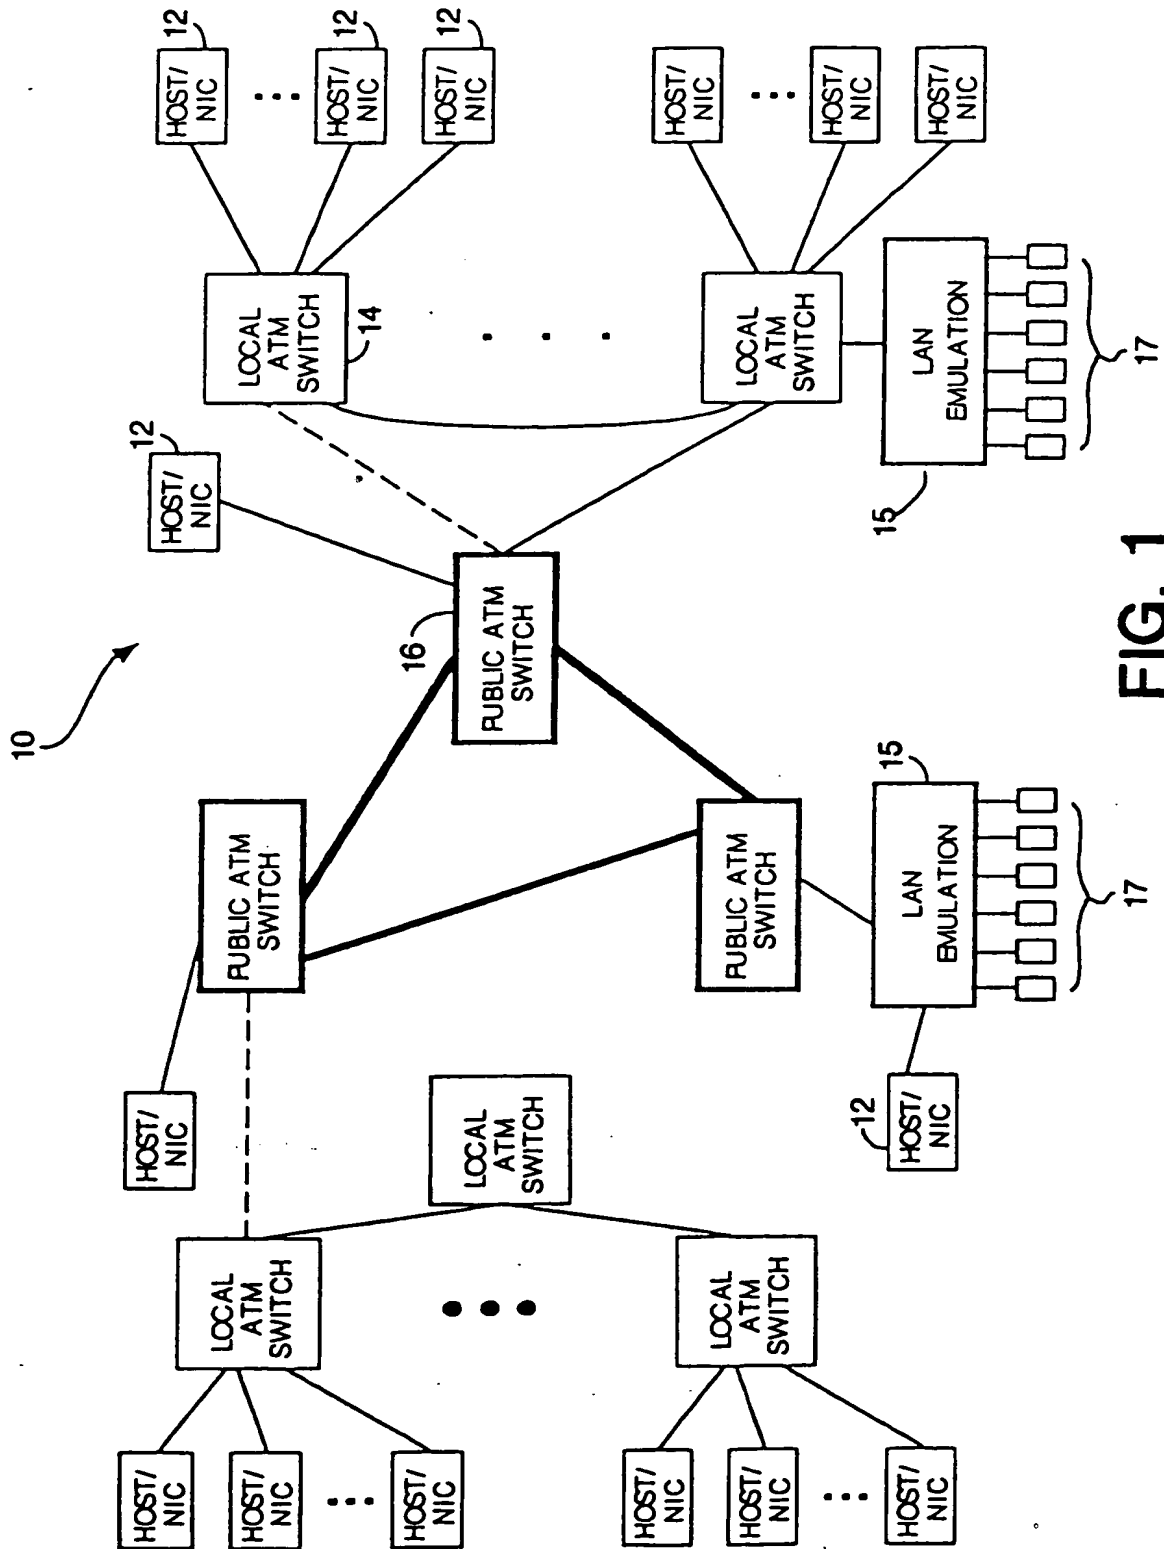 10
HOST/
NIC
12
HOST/
NIC
12
HOST/
NIC
12
HOST/
NIC
HOST/
NIC
12
HOST/
NIC
HOST/
NIC
HOST/
NIC
LOCAL
ATM
SWITCH
PUBLIC ATM
SWITCH
LOCAL
ATM
SWITCH
14
LOCAL
ATM
SWITCH
16
PUBLIC ATM
SWITCH
HOST/
NIC
HOST/
NIC
HOST/
NIC
LOCAL
ATM
SWITCH
PUBLIC ATM
SWITCH
LOCAL
ATM
SWITCH
HOST/
NIC
HOST/
NIC
HOST/
NIC
12
HOST/
NIC
15
LAN
EMULATION
17
15
LAN
EMULATION
17
FIG. 1